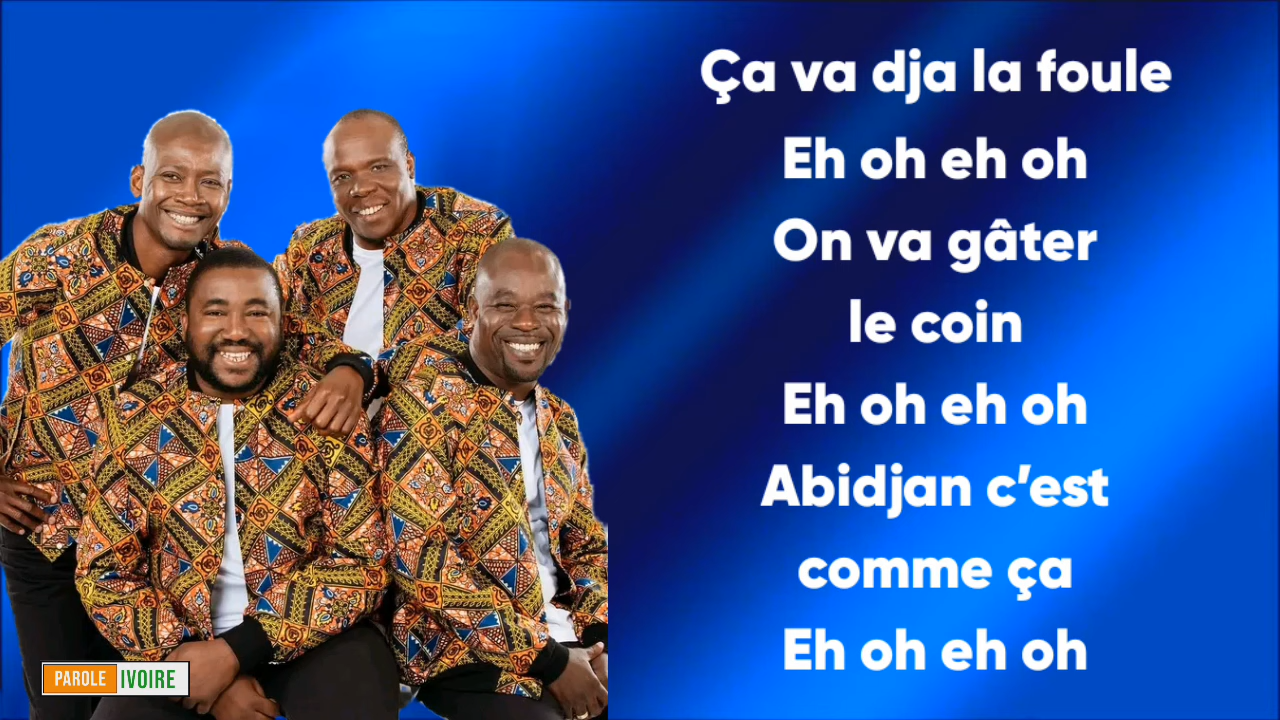 Ça va dja la foule
Eh oh eh oh
On va gâter
le coin
Eh oh eh oh
Abidjan c’est
comme ça
Eh oh eh oh
PAROLE IVOIRE